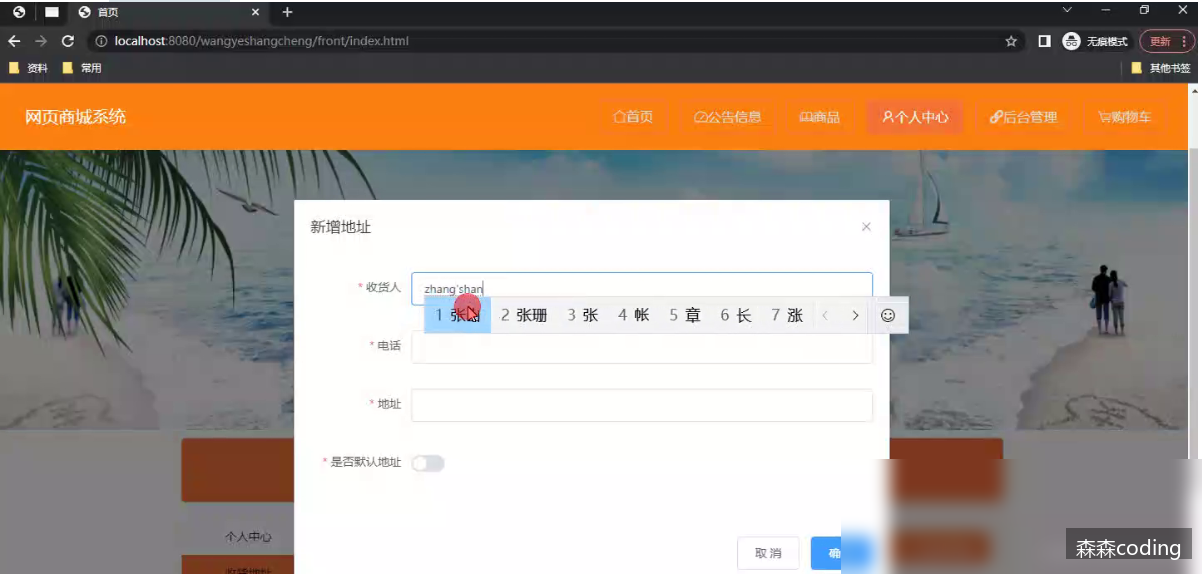 首页
localhost:8080/wangyeshangcheng/front/index.html
无痕模式
更新
资料
常用
其他书签
网页商城系统
首页
公告信息
商品
个人中心
后台管理
购物车
新增地址
* 收货人
zhang'shan
1 张 2 张珊 3 张 4 帐 5 章 6 长 7 涨
* 电话
* 地址
* 是否默认地址
取 消
确
个人中心
收货地址
森森coding